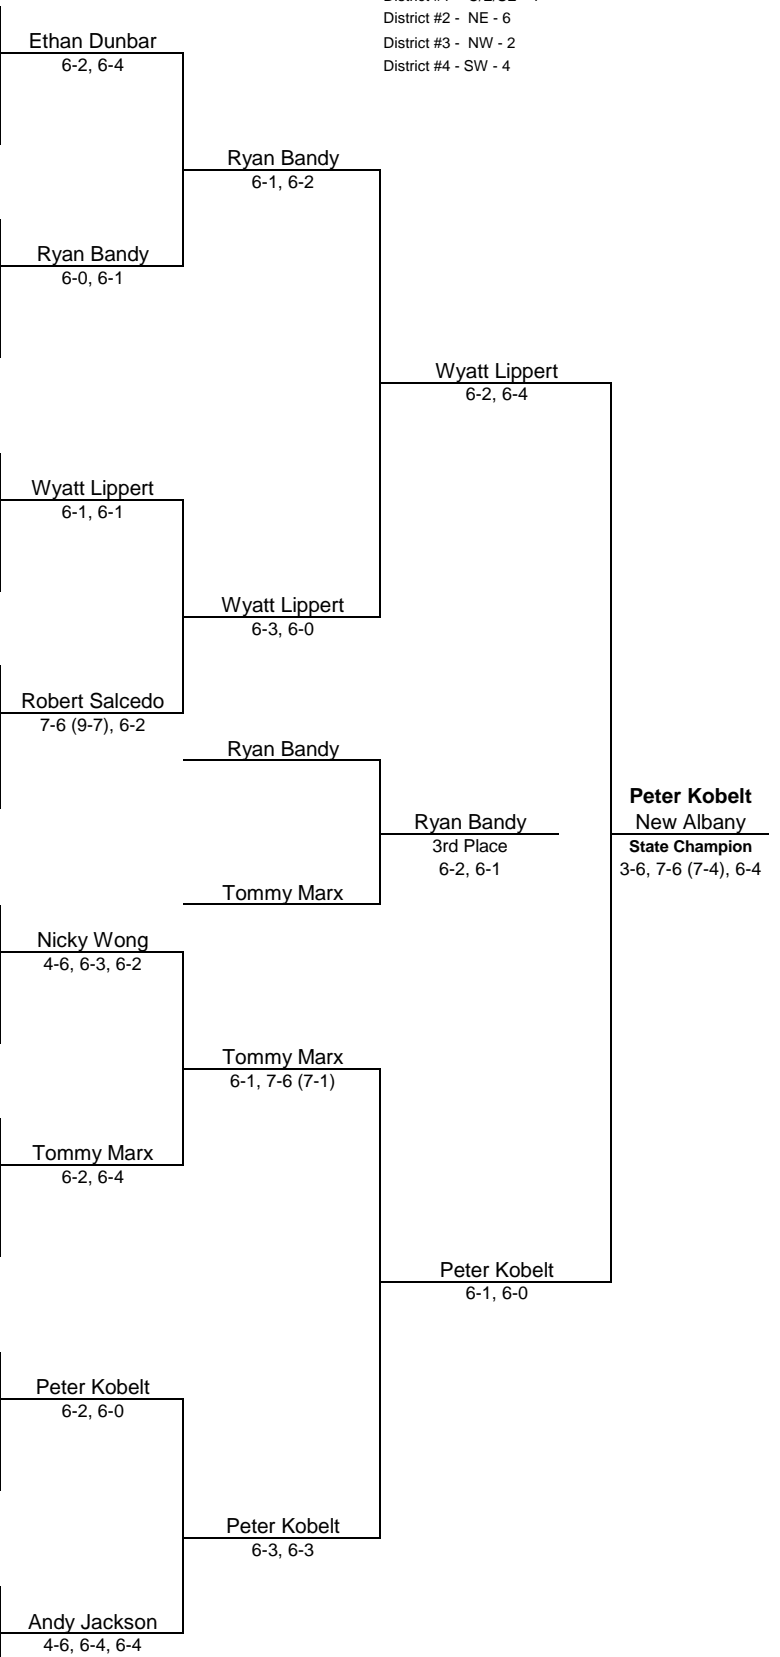 District #2 - NE - 6
District #3 - NW - 2
District #4 - SW - 4
Ethan Dunbar
6-2, 6-4
Ryan Bandy
6-1, 6-2
Ryan Bandy
6-0, 6-1
Wyatt Lippert
6-2, 6-4
Wyatt Lippert
6-1, 6-1
Wyatt Lippert
6-3, 6-0
Robert Salcedo
7-6 (9-7), 6-2
Ryan Bandy
Peter Kobelt
New Albany
State Champion
3-6, 7-6 (7-4), 6-4
Ryan Bandy
3rd Place
6-2, 6-1
Tommy Marx
Nicky Wong
4-6, 6-3, 6-2
Tommy Marx
6-1, 7-6 (7-1)
Tommy Marx
6-2, 6-4
Peter Kobelt
6-1, 6-0
Peter Kobelt
6-2, 6-0
Peter Kobelt
6-3, 6-3
Andy Jackson
4-6, 6-4, 6-4